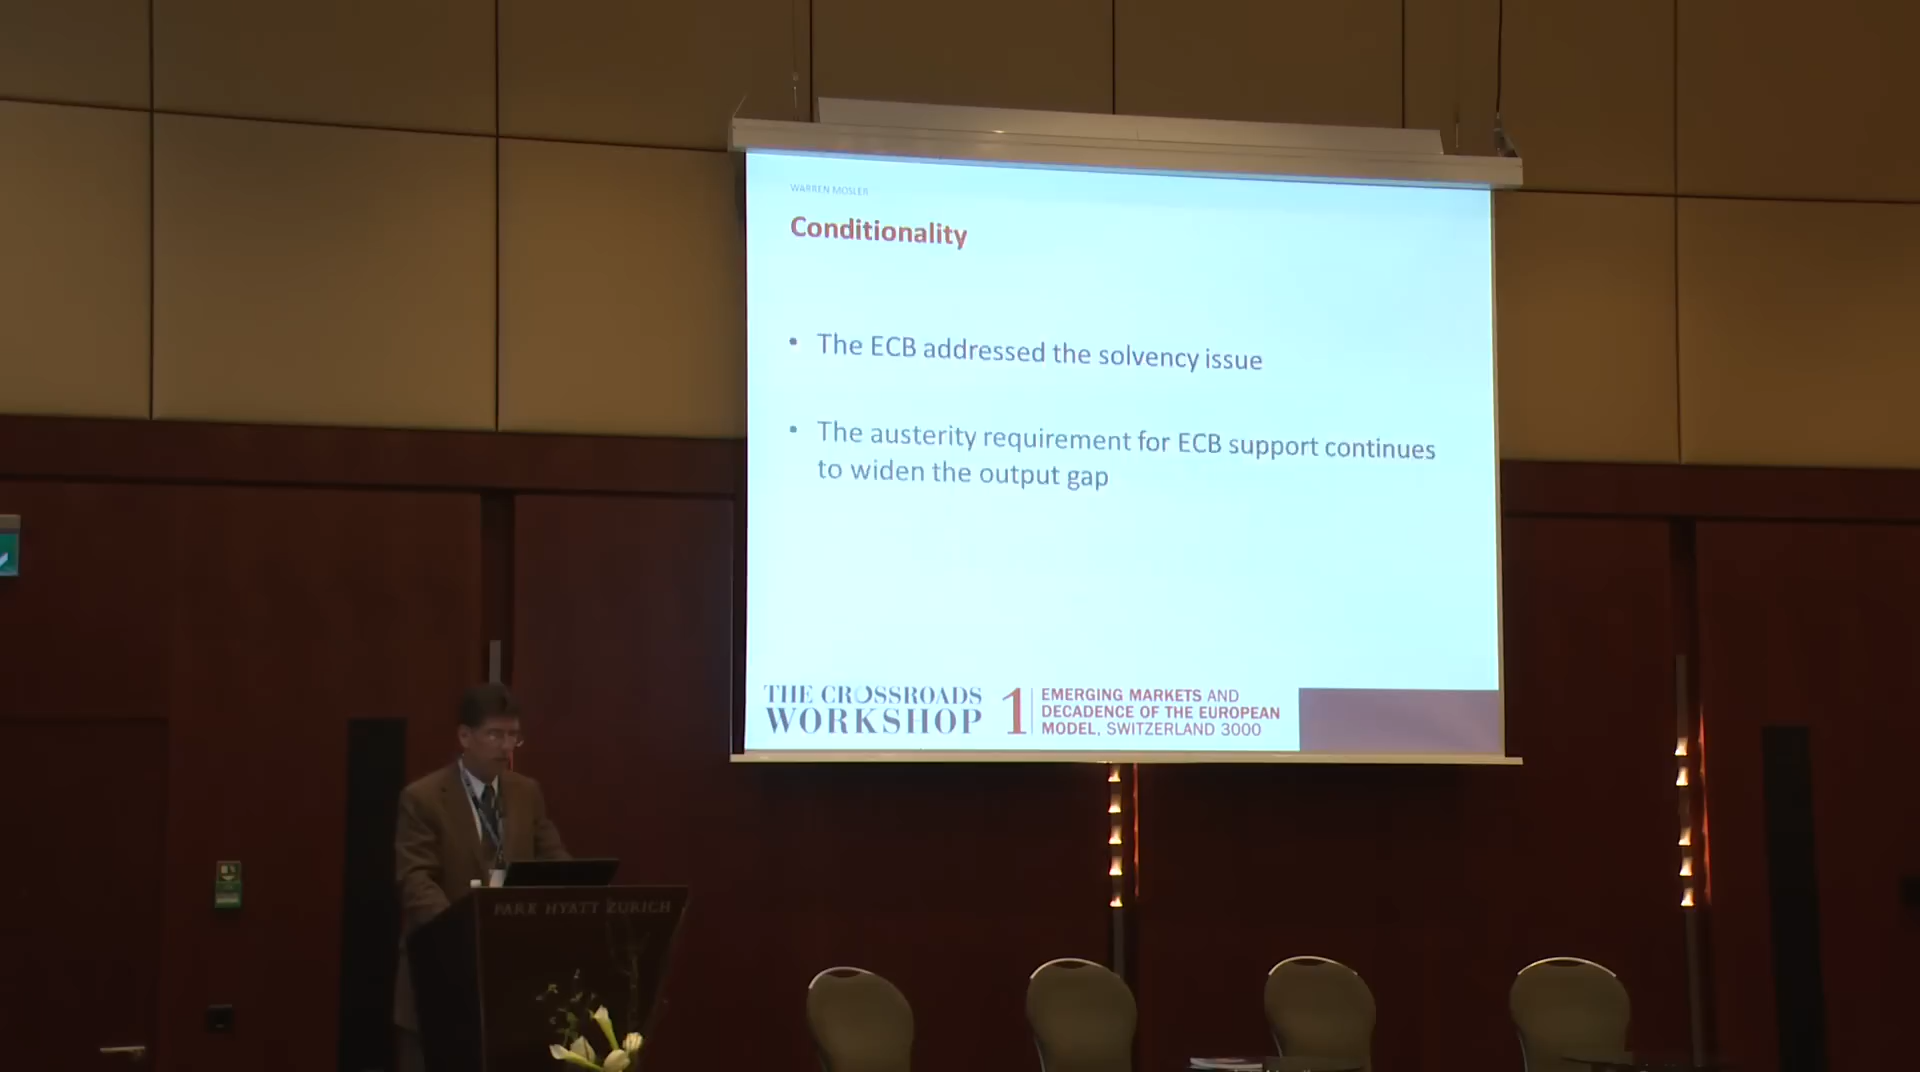 WARREN MOSLER
Conditionality
• The ECB addressed the solvency issue
• The austerity requirement for ECB support continues
to widen the output gap
THE CROSSROADS
WORKSHOP
1
EMERGING MARKETS AND
DECADENCE OF THE EUROPEAN
MODEL, SWITZERLAND 3000
PARK HYATT ZURICH